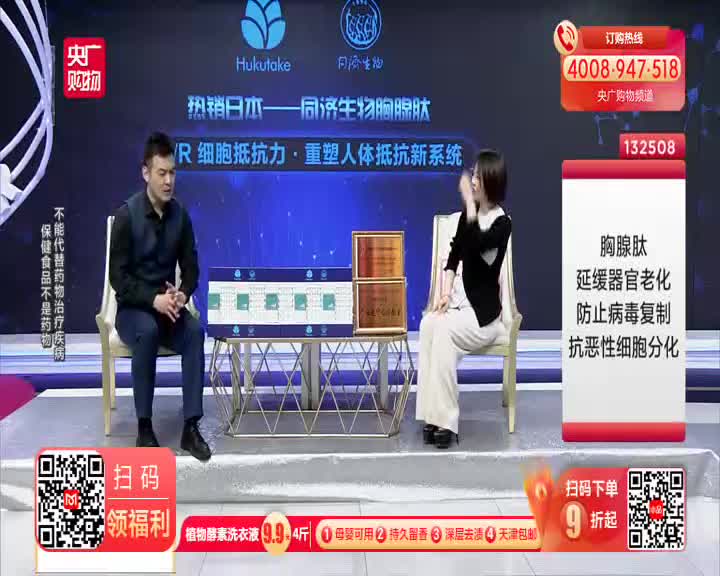 央广
购物
Hukutake
同济生物
热销日本——同济生物胸腺肽
VR 细胞抵抗力·重塑人体抵抗新系统
订购热线
4008·947·518
央广购物频道
132508
胸腺肽
延缓器官老化
防止病毒复制
抗恶性细胞分化
保健食品不是药物
不能代替药物治疗疾病
扫码
领福利
植物酵素洗衣液 9.9元 4斤
1 母婴可用 2 持久留香 3 深层去渍 4 天津包邮
扫码下单
9折起